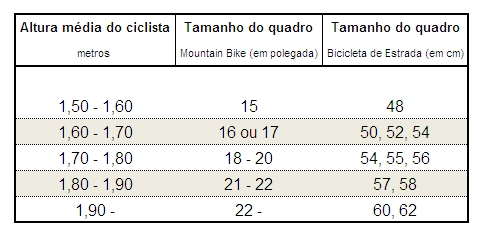 Altura média do ciclista Tamanho do quadro Tamanho do quadro
metros Mountain Bike (em polegada) Bicicleta de Estrada (em cm)
1,50 - 1,60 15 48
1,60 - 1,70 16 ou 17 50, 52, 54
1,70 - 1,80 18 - 20 54, 55, 56
1,80 - 1,90 21 - 22 57, 58
1,90 - 22 - 60, 62